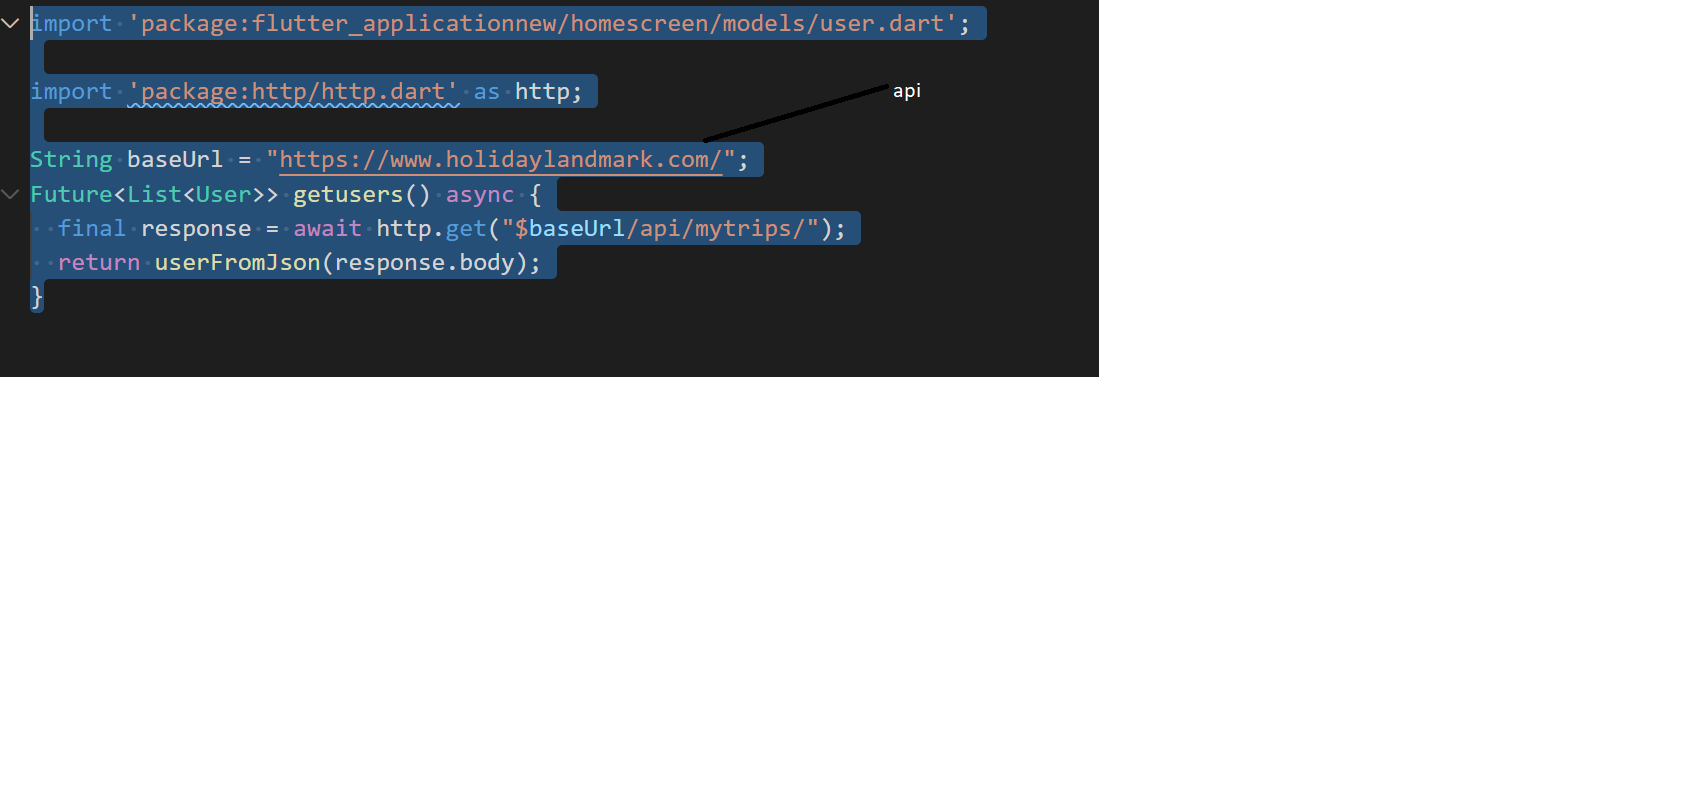 import 'package:flutter_applicationnew/homescreen/models/user.dart';
import 'package:http/http.dart' as http;
api
String baseUrl = "https://www.holidaylandmark.com/";
Future<List<User>> getusers() async {
  final response = await http.get("$baseUrl/api/mytrips/");
  return userFromJson(response.body);
}